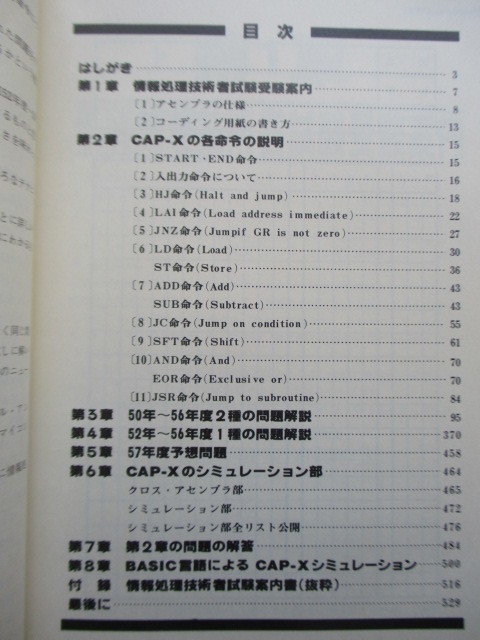 目次
はしがき 3
第1章 情報処理技術者試験受験案内 7
〔1〕アセンブラの仕様 8
〔2〕コーディング用紙の書き方 13
第2章 CAP-Xの各命令の説明 15
〔1〕START・END命令 15
〔2〕入出力命令について 16
〔3〕HJ命令(Halt and jump) 18
〔4〕LAI命令(Load address immediate) 22
〔5〕JNZ命令(Jumpif GR is not zero) 27
〔6〕LD命令(Load) 30
ST命令(Store) 36
〔7〕ADD命令(Add) 43
SUB命令(Subtract) 43
〔8〕JC命令(Jump on condition) 55
〔9〕SFT命令(Shift) 61
〔10〕AND命令(And) 70
EOR命令(Exclusive or) 70
〔11〕JSR命令(Jump to subroutine) 84
第3章 50年〜56年度2種の問題解説 95
第4章 52年〜56年度1種の問題解説 370
第5章 57年度予想問題 458
第6章 CAP-Xのシミュレーション部 464
クロス・アセンブラ部 465
シミュレーション部 472
シミュレーション部全リスト公開 476
第7章 第2章の問題の解答 484
第8章 BASIC言語によるCAP-Xシミュレーション 500
付録 情報処理技術者試験案内書(抜粋) 516
最後に 529